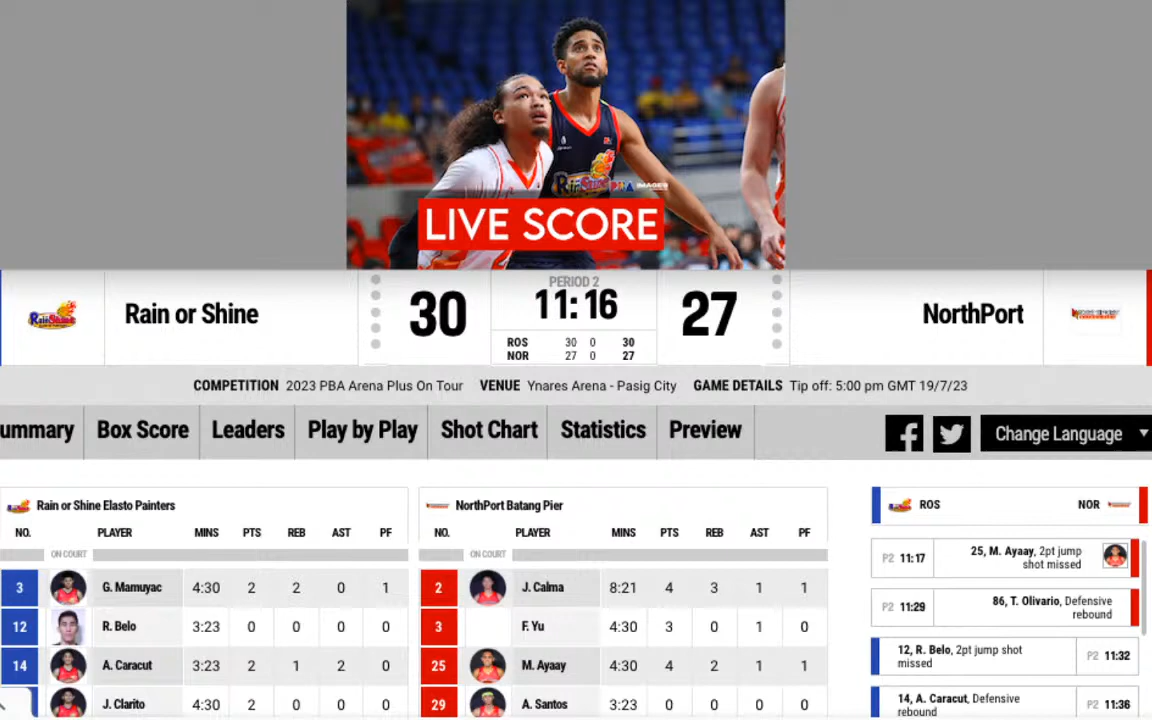 PBA IMAGES
LIVE SCORE
Rain or Shine
30
PERIOD 2
11:16
ROS 30 0 30
NOR 27 0 27
27
NorthPort
COMPETITION 2023 PBA Arena Plus On Tour VENUE Ynares Arena - Pasig City GAME DETAILS Tip off: 5:00 pm GMT 19/7/23
ummary Box Score Leaders Play by Play Shot Chart Statistics Preview Change Language
Rain or Shine Elasto Painters
NO. PLAYER MINS PTS REB AST PF
ON COURT
3 G. Mamuyac 4:30 2 2 0 1
12 R. Belo 3:23 0 0 0 0
14 A. Caracut 3:23 2 1 2 0
J. Clarito 4:30 2 0 0 0
NorthPort Batang Pier
NO. PLAYER MINS PTS REB AST PF
ON COURT
2 J. Calma 8:21 4 3 1 1
3 F. Yu 4:30 3 0 1 0
25 M. Ayaay 4:30 4 2 1 1
29 A. Santos 3:23 0 0 0 0
ROS NOR
P2 11:17 25, M. Ayaay, 2pt jump
shot missed
P2 11:29 86, T. Olivario, Defensive
rebound
12, R. Belo, 2pt jump shot P2 11:32
missed
14, A. Caracut, Defensive P2 11:36
rebound